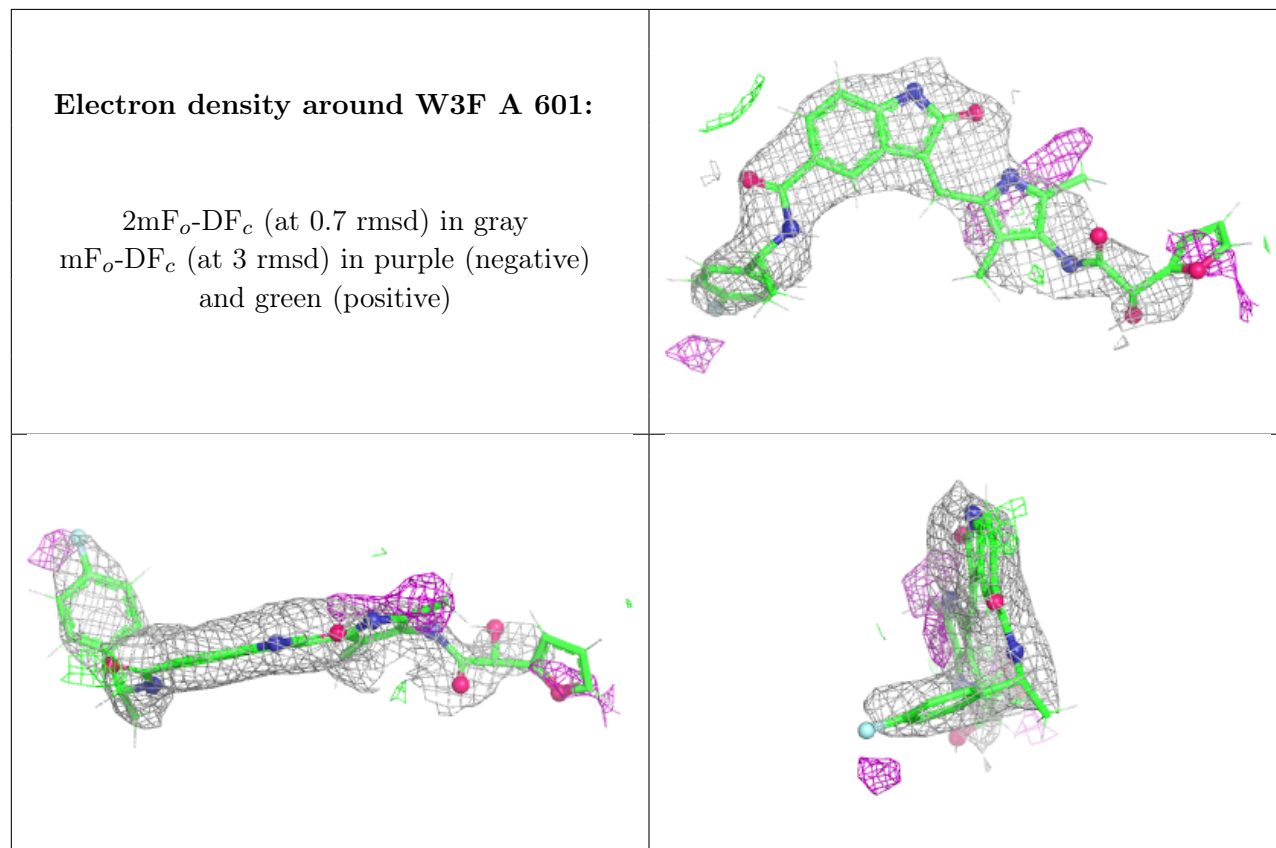 Electron density around W3F A 601:
2mFo-DFc (at 0.7 rmsd) in gray
mFo-DFc (at 3 rmsd) in purple (negative)
and green (positive)